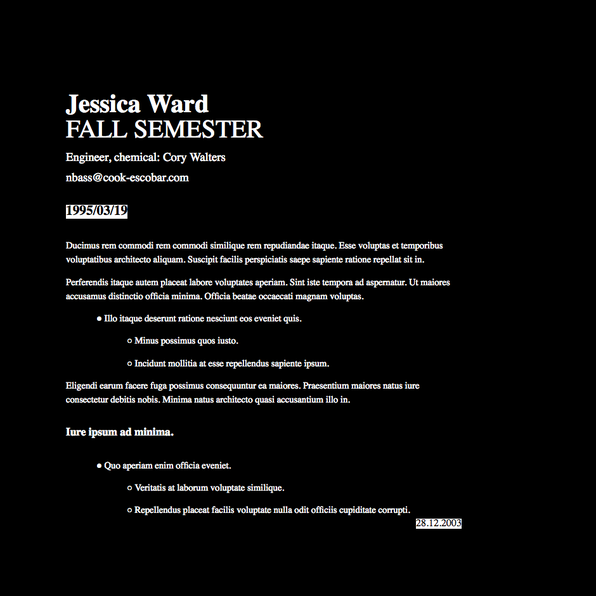 Jessica Ward
FALL SEMESTER
Engineer, chemical: Cory Walters
nbass@cook-escobar.com
1995/03/19
Ducimus rem commodi rem commodi similique rem repudiandae itaque. Esse voluptas et temporibus
voluptatibus architecto aliquam. Suscipit facilis perspiciatis saepe sapiente ratione repellat sit in.
Perferendis itaque autem placeat labore voluptates aperiam. Sint iste tempora ad aspernatur. Ut maiores
accusamus distinctio officia minima. Officia beatae occaecati magnam voluptas.
● Illo itaque deserunt ratione nesciunt eos eveniet quis.
○ Minus possimus quos iusto.
○ Incidunt mollitia at esse repellendus sapiente ipsum.
Eligendi earum facere fuga possimus consequuntur ea maiores. Praesentium maiores natus iure
consectetur debitis nobis. Minima natus architecto quasi accusantium illo in.
Iure ipsum ad minima.
● Quo aperiam enim officia eveniet.
○ Veritatis at laborum voluptate similique.
○ Repellendus placeat facilis voluptate nulla odit officiis cupiditate corrupti.
28.12.2003